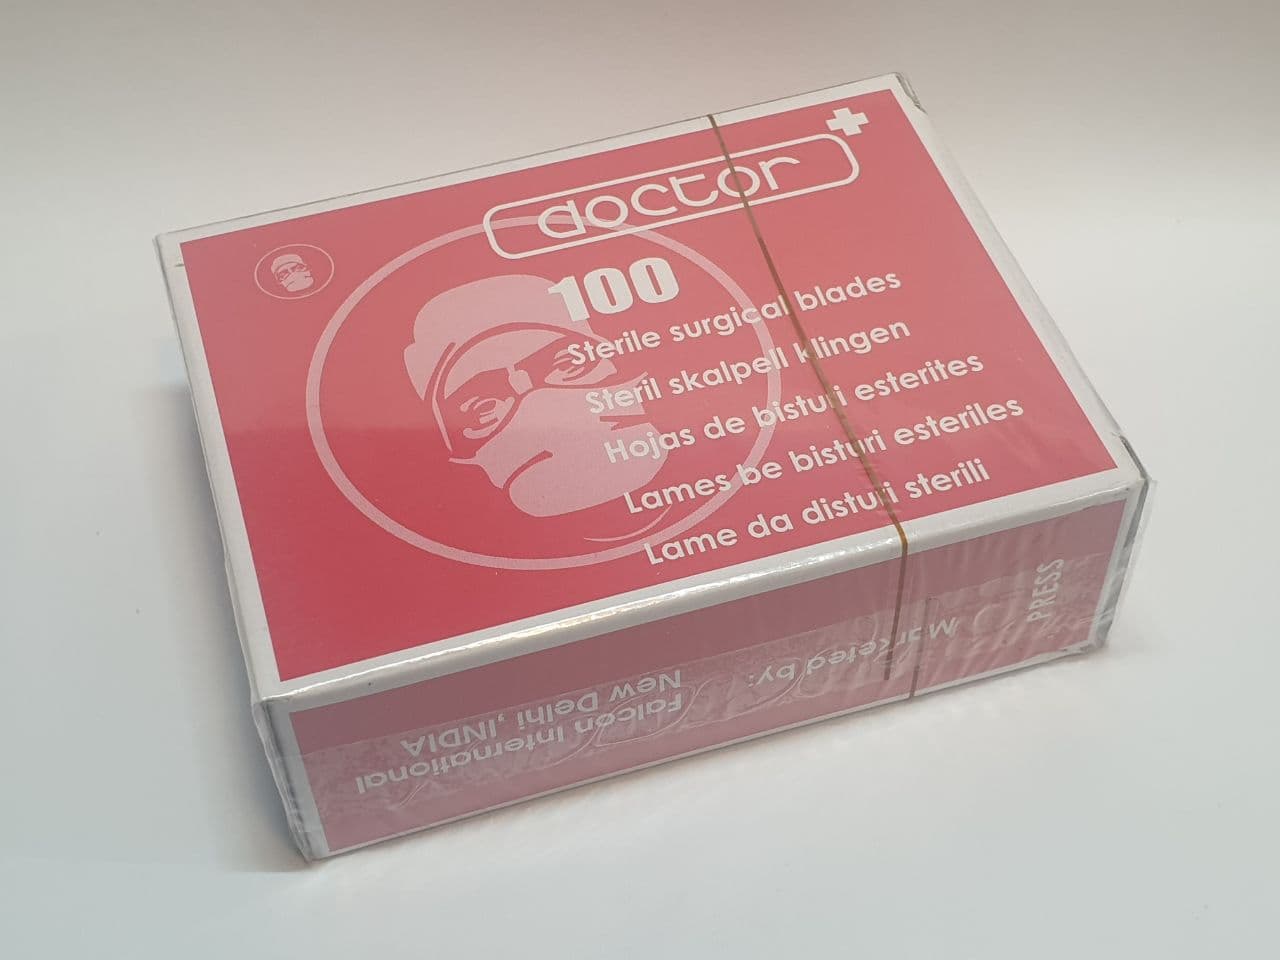 doctor
100
Sterile surgical blades
Steril skalpell klingen
Hojas de bisturi esterites
Lames be bisturi esteriles
Lame da disturi sterili
PRESS
Marketed by:
Falcon International
New Delhi ,INDIA